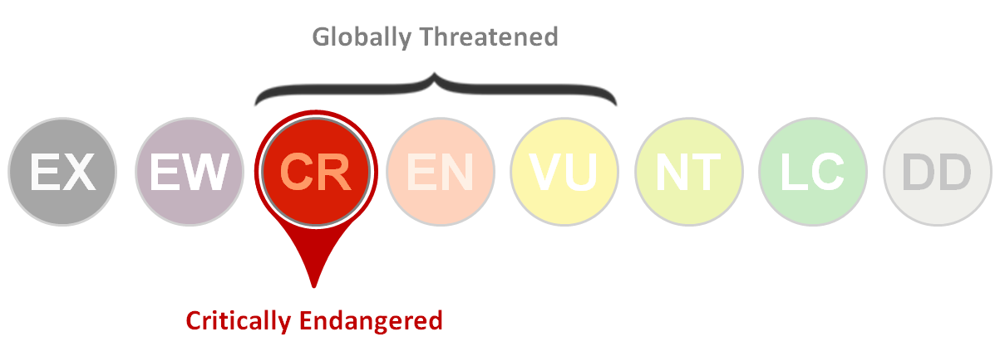 Globally Threatened
EX EW CR EN VU NT LC DD
Critically Endangered